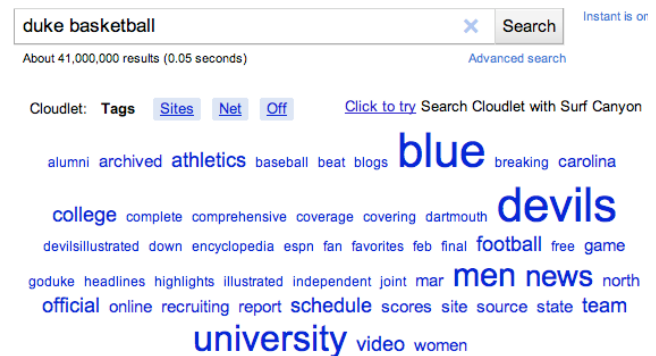 duke basketball × Search Instant is on
About 41,000,000 results (0.05 seconds) Advanced search
Cloudlet: Tags Sites Net Off Click to try Search Cloudlet with Surf Canyon
alumni archived athletics baseball beat blogs blue breaking carolina
college complete comprehensive coverage covering dartmouth devils
devilsillustrated down encyclopedia espn fan favorites feb final football free game
goduke headlines highlights illustrated independent joint mar men news north
official online recruiting report schedule scores site source state team
university video women